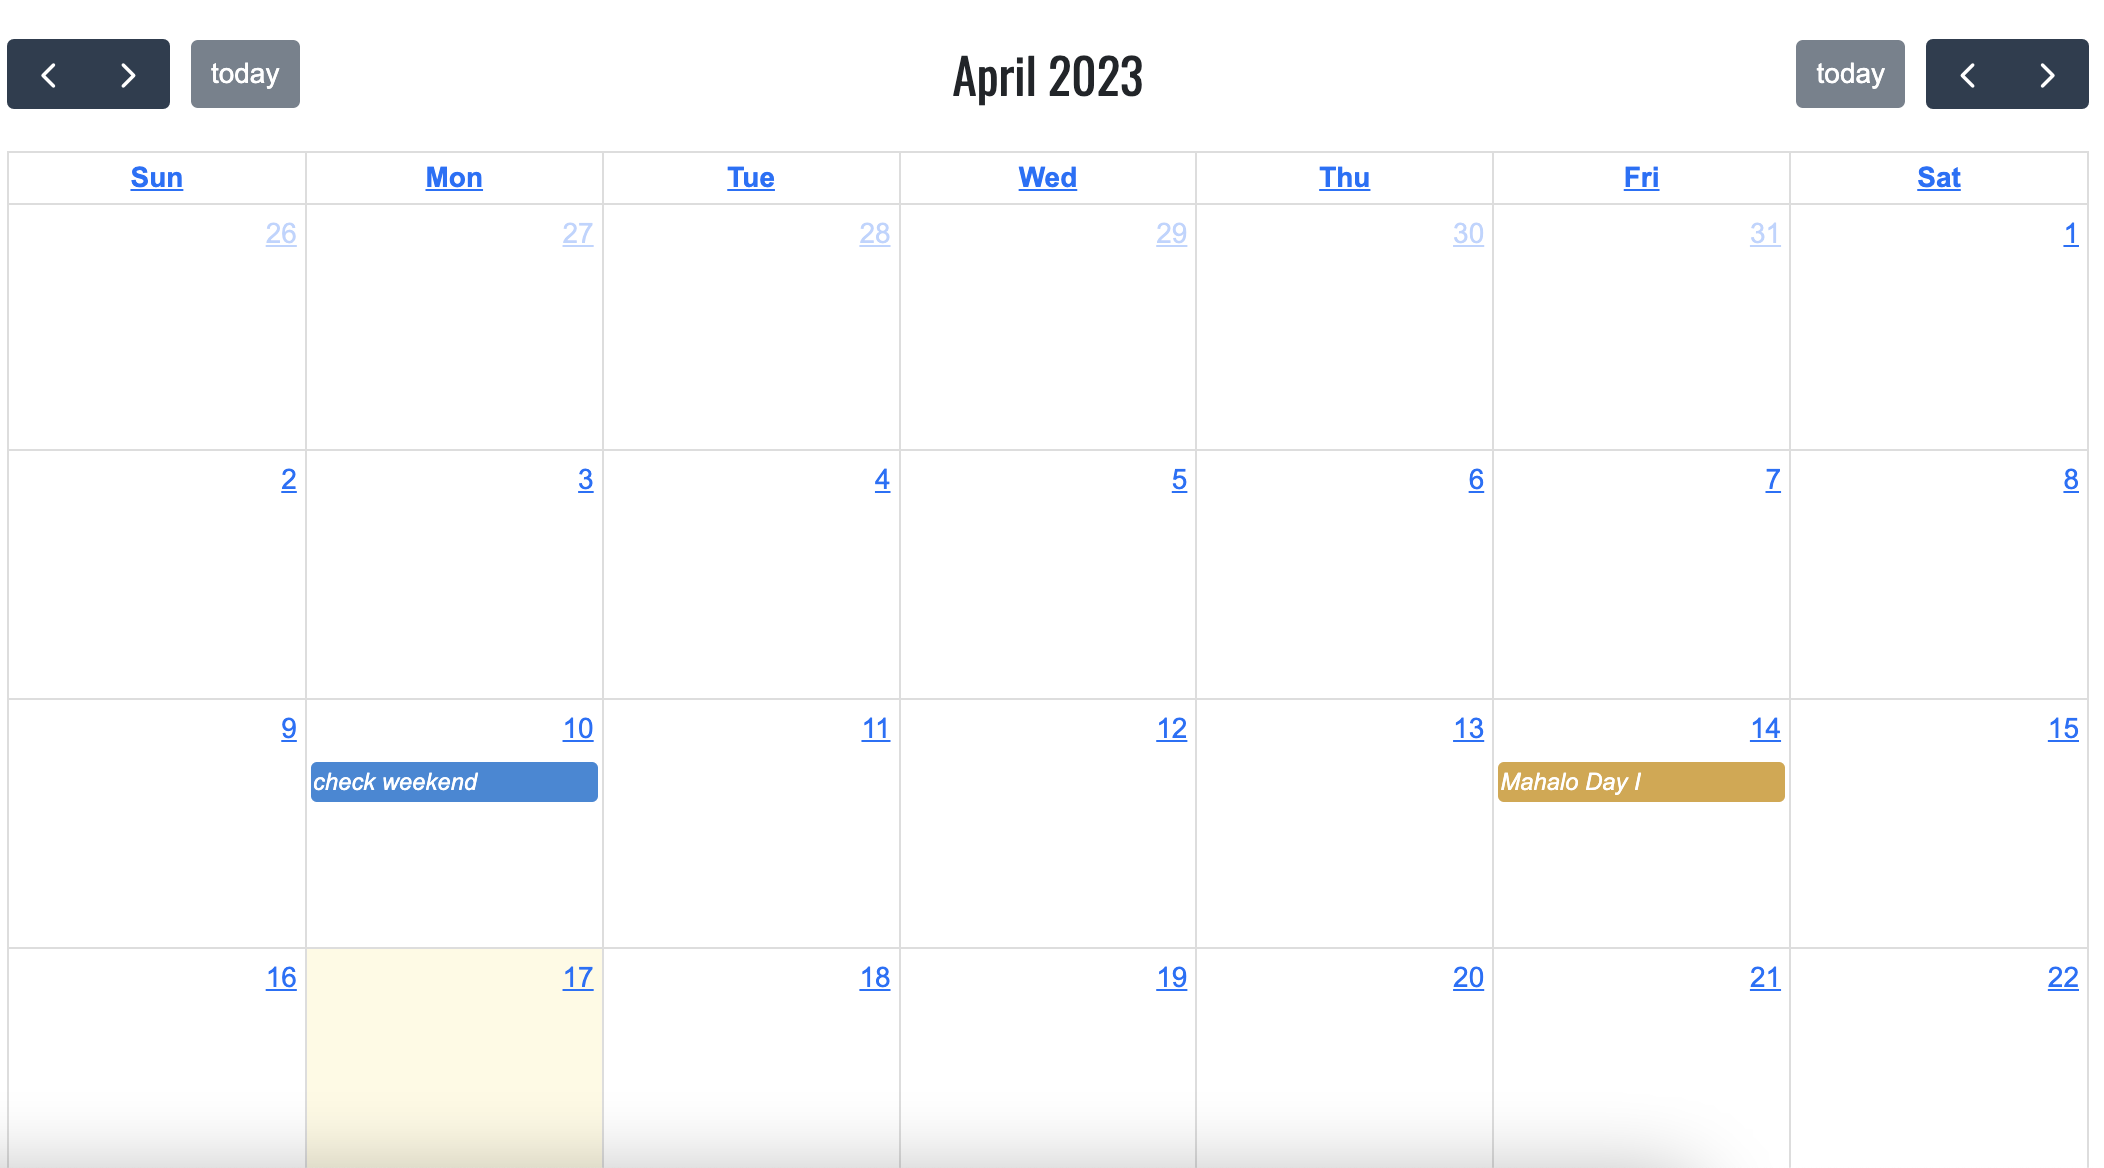 today April 2023 today
Sun Mon Tue Wed Thu Fri Sat
26 27 28 29 30 31 1
2 3 4 5 6 7 8
9 10 11 12 13 14 15
check weekend Mahalo Day I
16 17 18 19 20 21 22